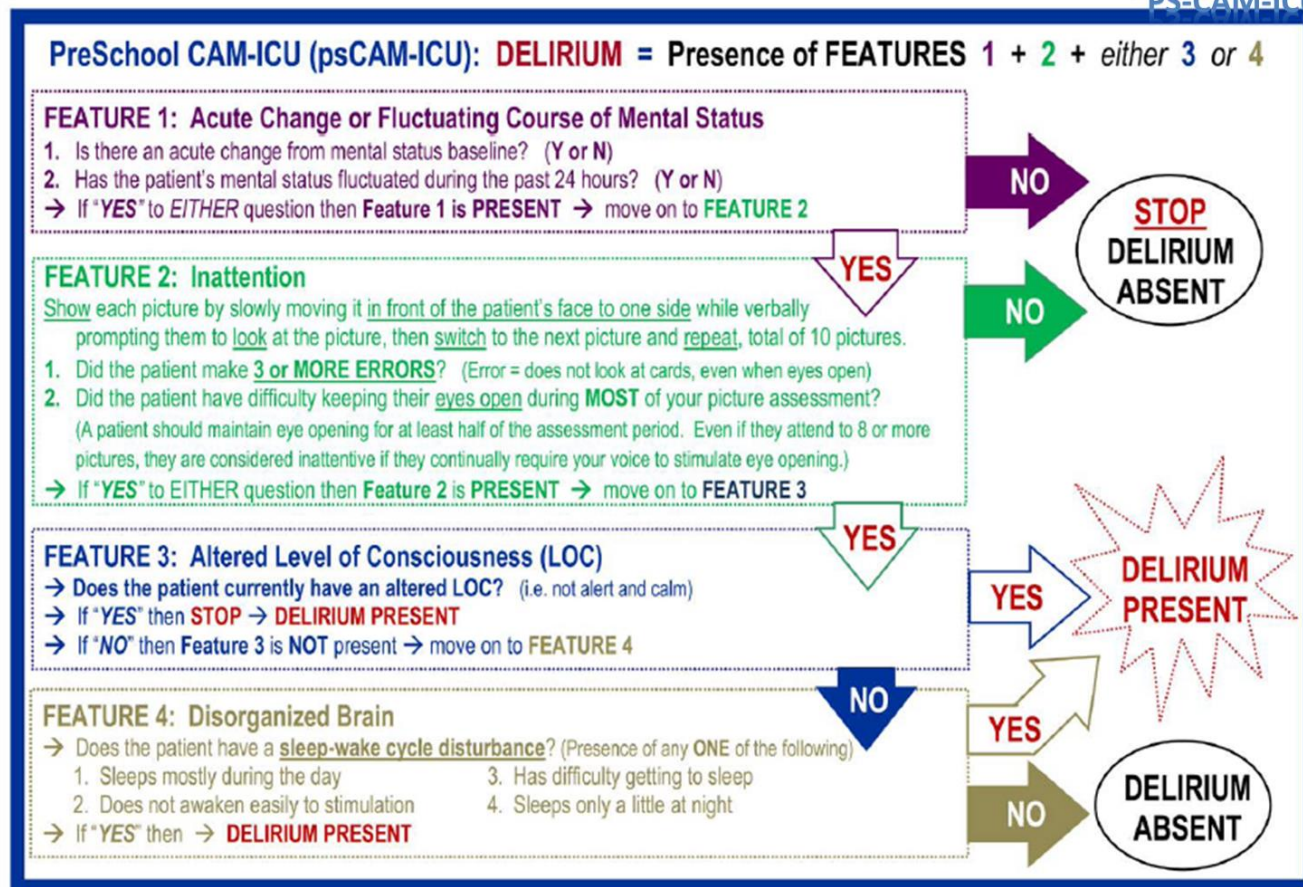 PS-CAM-ICU
PreSchool CAM-ICU (psCAM-ICU): DELIRIUM = Presence of FEATURES 1 + 2 + either 3 or 4
FEATURE 1: Acute Change or Fluctuating Course of Mental Status
1. Is there an acute change from mental status baseline? (Y or N)
2. Has the patient's mental status fluctuated during the past 24 hours? (Y or N)
→ If "YES" to EITHER question then Feature 1 is PRESENT → move on to FEATURE 2
NO
STOP
DELIRIUM
ABSENT
YES
FEATURE 2: Inattention
Show each picture by slowly moving it in front of the patient's face to one side while verbally
prompting them to look at the picture, then switch to the next picture and repeat, total of 10 pictures.
1. Did the patient make 3 or MORE ERRORS? (Error = does not look at cards, even when eyes open)
2. Did the patient have difficulty keeping their eyes open during MOST of your picture assessment?
(A patient should maintain eye opening for at least half of the assessment period. Even if they attend to 8 or more
pictures, they are considered inattentive if they continually require your voice to stimulate eye opening.)
→ If "YES" to EITHER question then Feature 2 is PRESENT → move on to FEATURE 3
NO
YES
FEATURE 3: Altered Level of Consciousness (LOC)
→ Does the patient currently have an altered LOC? (i.e. not alert and calm)
→ If "YES" then STOP → DELIRIUM PRESENT
→ If "NO" then Feature 3 is NOT present → move on to FEATURE 4
YES
DELIRIUM
PRESENT
NO
FEATURE 4: Disorganized Brain
→ Does the patient have a sleep-wake cycle disturbance? (Presence of any ONE of the following)
1. Sleeps mostly during the day
2. Does not awaken easily to stimulation
3. Has difficulty getting to sleep
4. Sleeps only a little at night
→ If "YES" then → DELIRIUM PRESENT
YES
NO
DELIRIUM
ABSENT